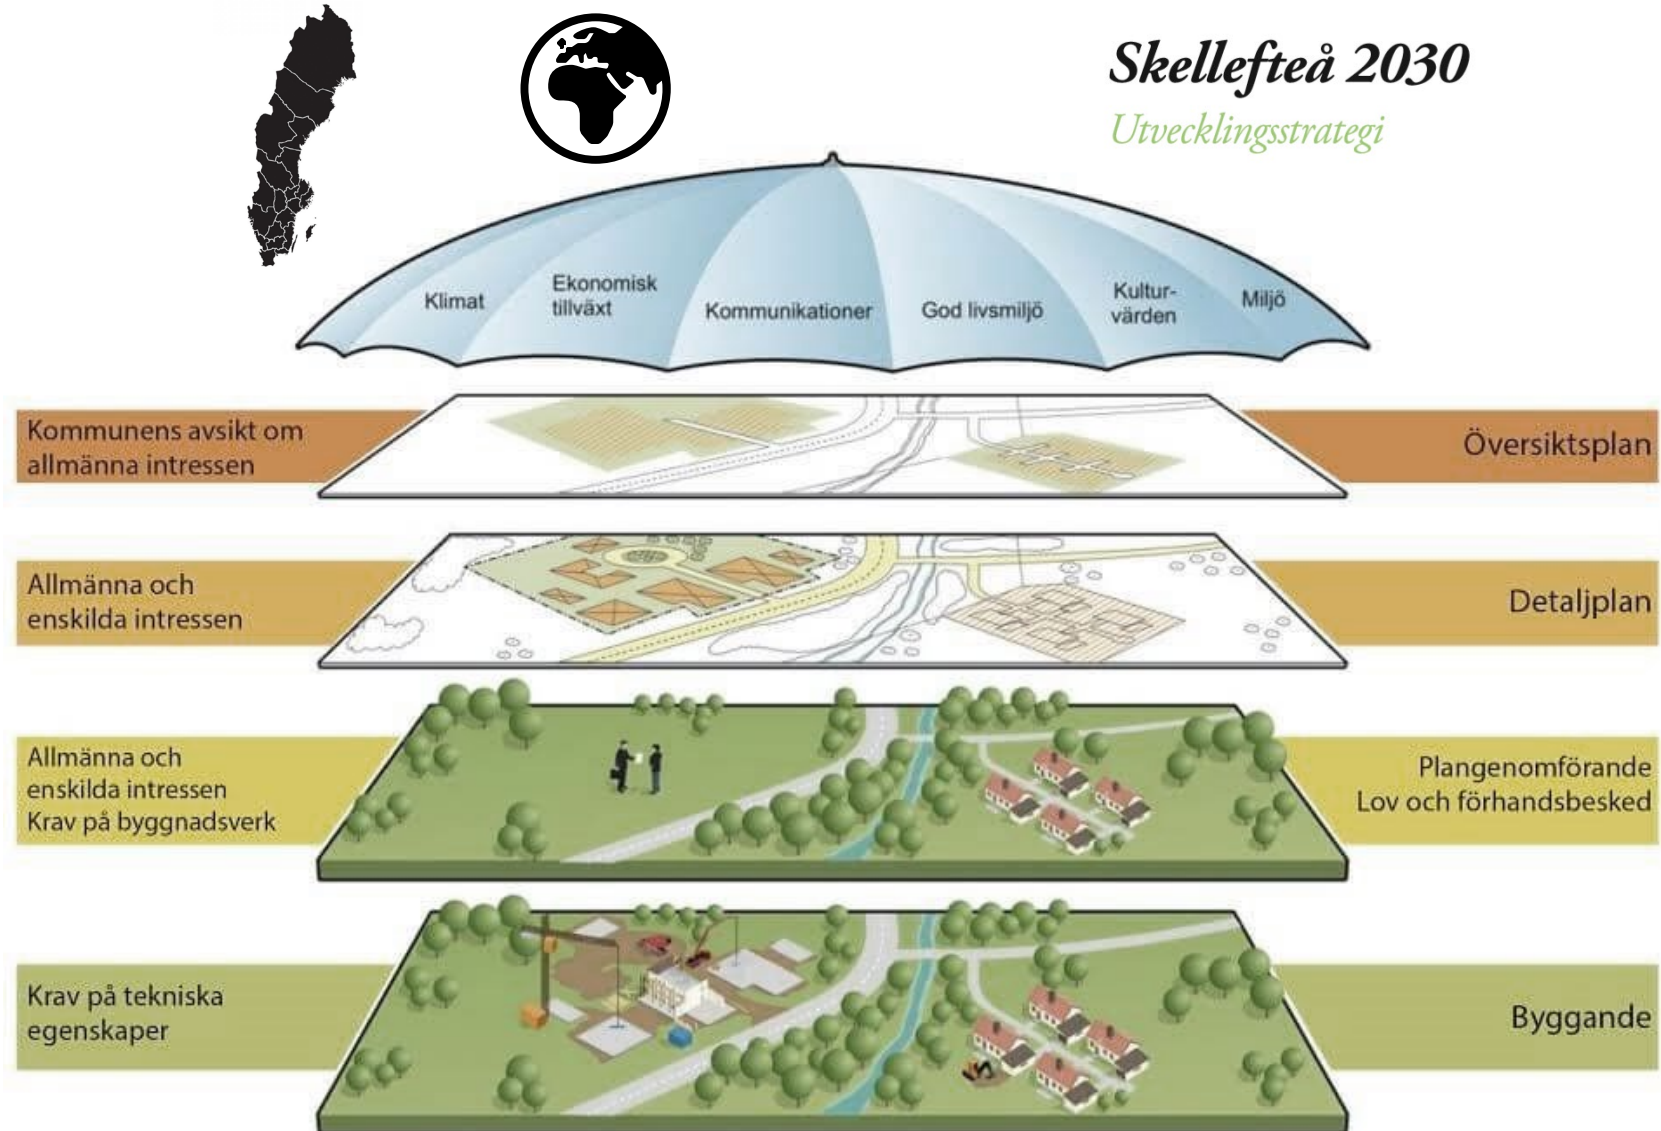 Skellefteå 2030
Utvecklingsstrategi
Klimat
Ekonomisk
tillväxt
Kommunikationer
God livsmiljö
Kultur-
värden
Miljö
Kommunens avsikt om
allmänna intressen
Översiktsplan
Allmänna och
enskilda intressen
Detaljplan
Allmänna och
enskilda intressen
Krav på byggnadsverk
Plangenomförande
Lov och förhandsbesked
Krav på tekniska
egenskaper
Byggande